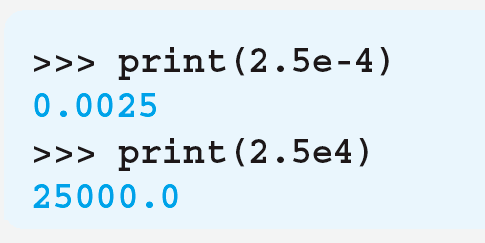 >>> print(2.5e-4)
0.0025
>>> print(2.5e4)
25000.0